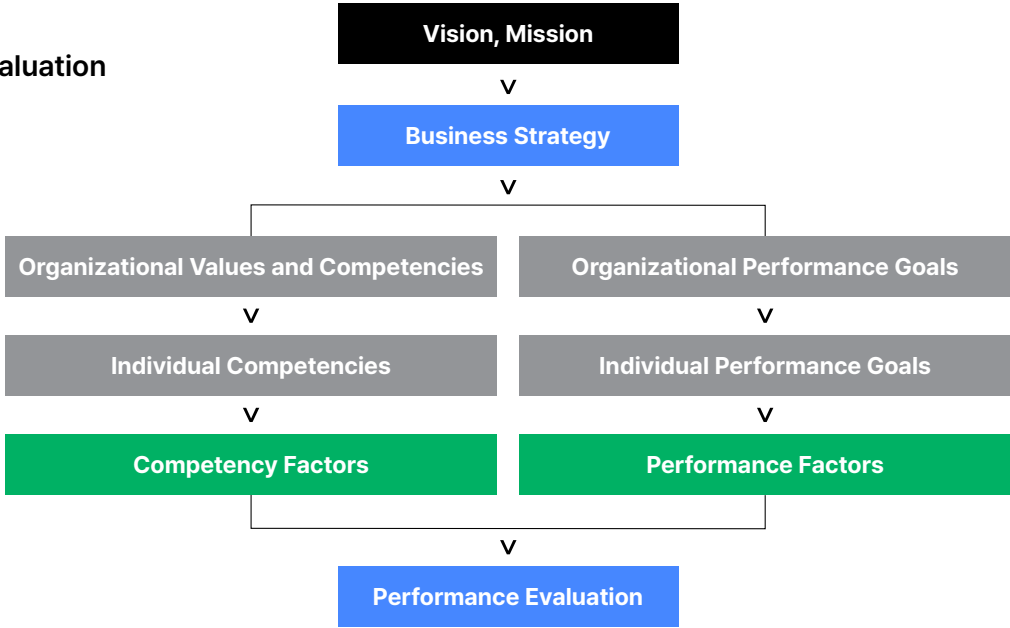 Vision, Mission
aluation
Business Strategy
Organizational Values and Competencies
Organizational Performance Goals
Individual Competencies
Individual Performance Goals
Competency Factors
Performance Factors
Performance Evaluation